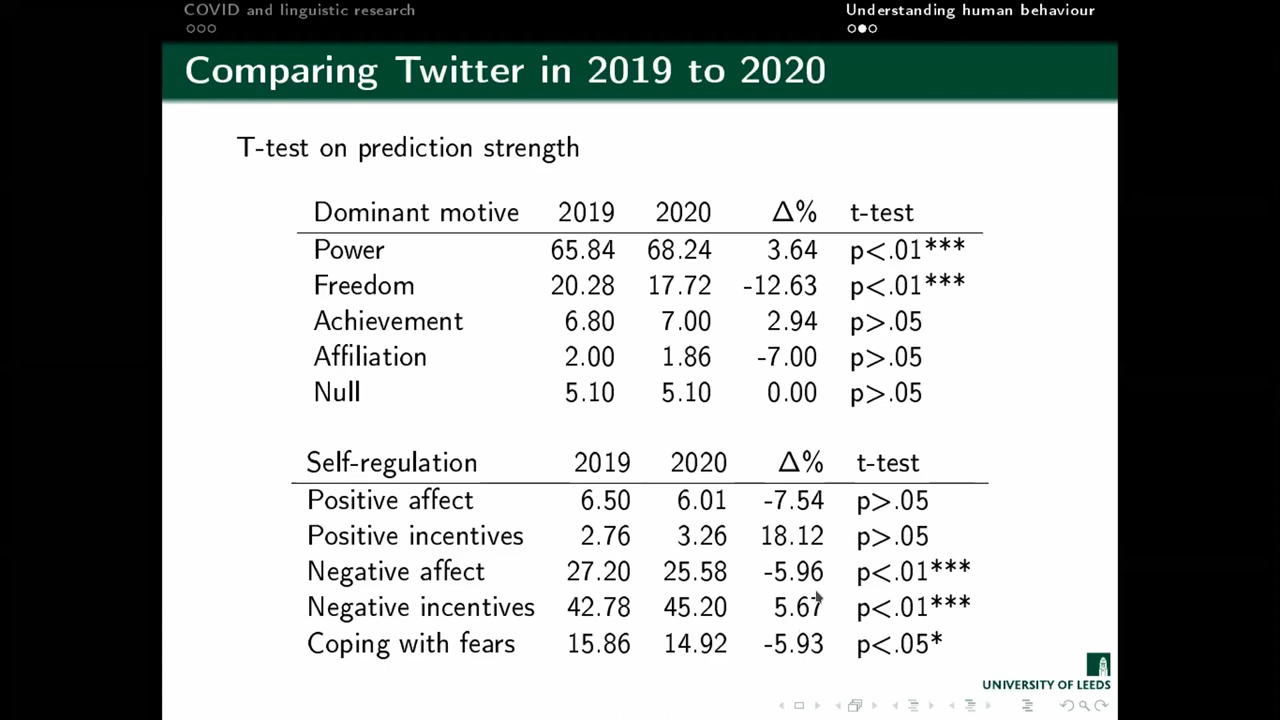 COVID and linguistic research
Understanding human behaviour
Comparing Twitter in 2019 to 2020
T-test on prediction strength
Dominant motive 2019 2020 Δ% t-test
Power 65.84 68.24 3.64 p<.01***
Freedom 20.28 17.72 -12.63 p<.01***
Achievement 6.80 7.00 2.94 p>.05
Affiliation 2.00 1.86 -7.00 p>.05
Null 5.10 5.10 0.00 p>.05
Self-regulation 2019 2020 Δ% t-test
Positive affect 6.50 6.01 -7.54 p>.05
Positive incentives 2.76 3.26 18.12 p>.05
Negative affect 27.20 25.58 -5.96 p<.01***
Negative incentives 42.78 45.20 5.67 p<.01***
Coping with fears 15.86 14.92 -5.93 p<.05*
UNIVERSITY OF LEEDS